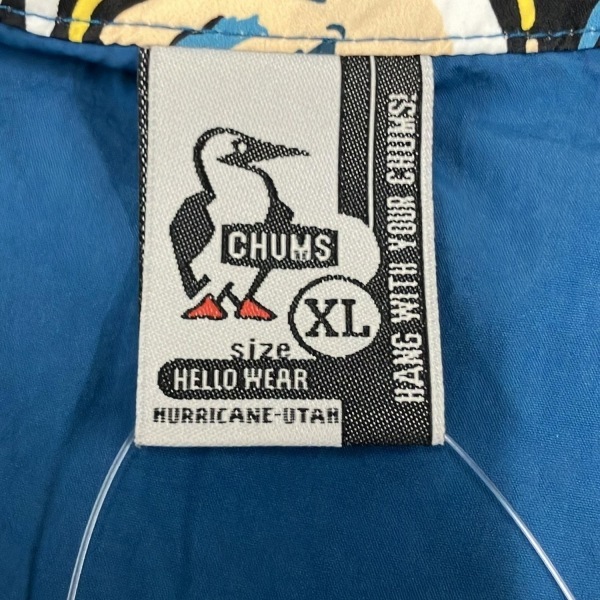 CHUMS
XL
size
HELLO WEAR
HURRICANE-UTAH
HANG WITH YOUR CHUMS!